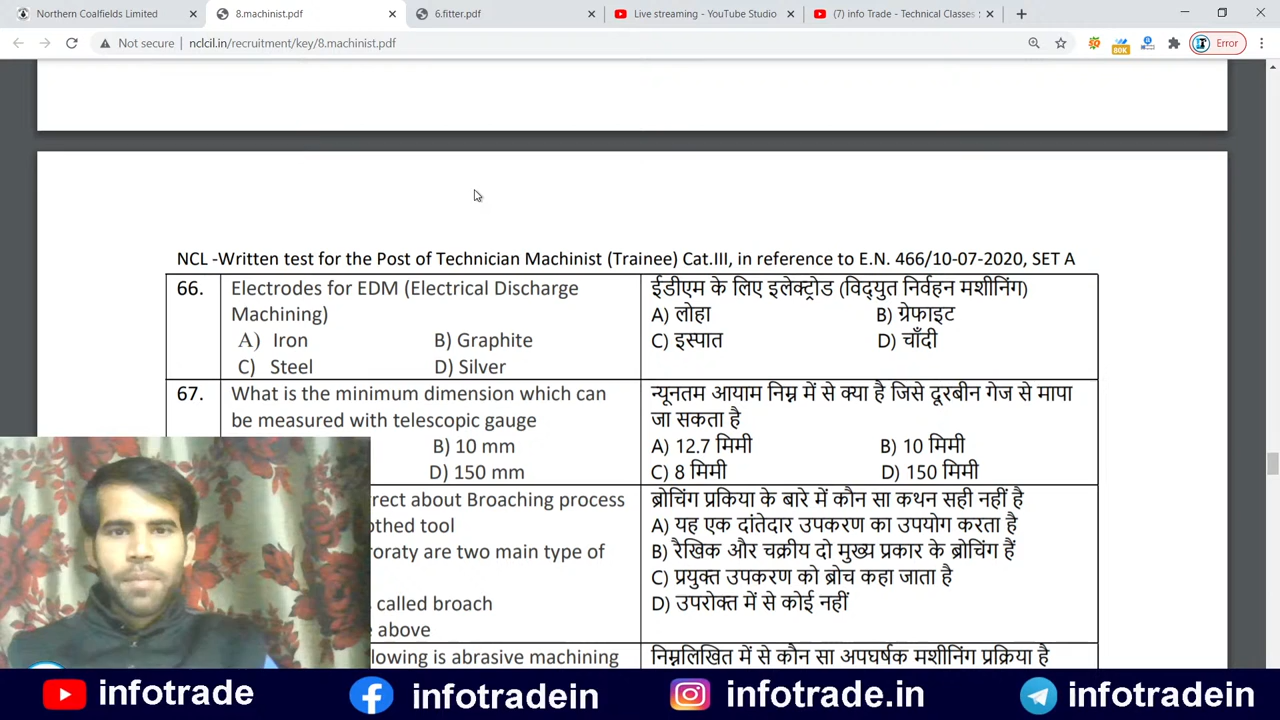 Northern Coalfields Limited
8.machinist.pdf
6.fitter.pdf
Live streaming - YouTube Studio
(7) info Trade - Technical Classes
Not secure
nclcil.in/recruitment/key/8.machinist.pdf
80K
Error
NCL -Written test for the Post of Technician Machinist (Trainee) Cat.III, in reference to E.N. 466/10-07-2020, SET A
66.
Electrodes for EDM (Electrical Discharge
Machining)
A) Iron B) Graphite
C) Steel D) Silver
ईडीएम के लिए इलेक्ट्रोड (विद्युत निर्वहन मशीनिंग)
A) लोहा B) ग्रेफाइट
C) इस्पात D) चाँदी
67.
What is the minimum dimension which can
be measured with telescopic gauge
B) 10 mm
D) 150 mm
न्यूनतम आयाम निम्न में से क्या है जिसे दूरबीन गेज से मापा
जा सकता है
A) 12.7 मिमी B) 10 मिमी
C) 8 मिमी D) 150 मिमी
rect about Broaching process
othed tool
roraty are two main type of
called broach
above
ब्रोचिंग प्रकिया के बारे में कौन सा कथन सही नहीं है
A) यह एक दांतेदार उपकरण का उपयोग करता है
B) रैखिक और चक्रीय दो मुख्य प्रकार के ब्रोचिंग हैं
C) प्रयुक्त उपकरण को ब्रोच कहा जाता है
D) उपरोक्त में से कोई नहीं
lowing is abrasive machining
निम्नलिखित में से कौन सा अपघर्षक मशीनिंग प्रक्रिया है
infotrade
infotradein
infotrade.in
infotradein